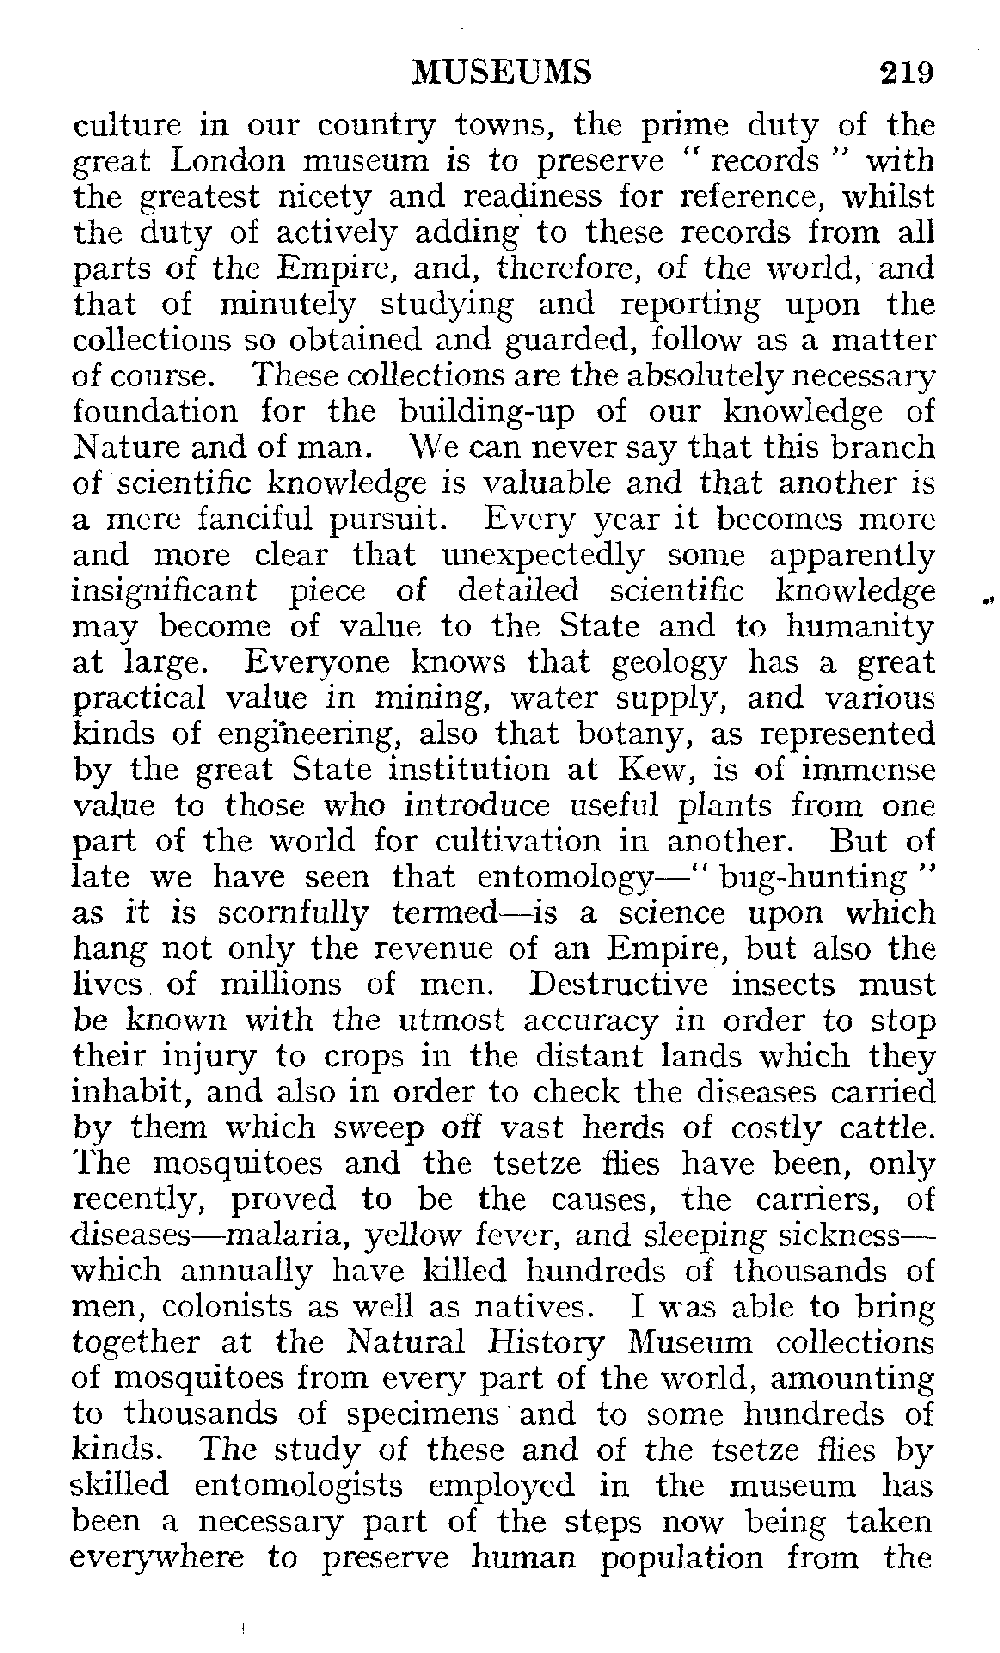 MUSEUMS 219
culture in our country towns, the prime duty of the
great London museum is to preserve “ records ” with
the greatest nicety and readiness for reference, whilst
the duty of actively adding to these records from all
parts of the Empire, and, therefore, of the world, and
that of minutely studying and reporting upon the
collections so obtained and guarded, follow as a matter
of course. These collections are the absolutely necessary
foundation for the building-up of our knowledge of
Nature and of man. We can never say that this branch
of scientific knowledge is valuable and that another is
a mere fanciful pursuit. Every year it becomes more
and more clear that unexpectedly some apparently
insignificant piece of detailed scientific knowledge
may become of value to the State and to humanity
at large. Everyone knows that geology has a great
practical value in mining, water supply, and various
kinds of engineering, also that botany, as represented
by the great State institution at Kew, is of immense
value to those who introduce useful plants from one
part of the world for cultivation in another. But of
late we have seen that entomology—“ bug-hunting ”
as it is scornfully termed—is a science upon which
hang not only the revenue of an Empire, but also the
lives of millions of men. Destructive insects must
be known with the utmost accuracy in order to stop
their injury to crops in the distant lands which they
inhabit, and also in order to check the diseases carried
by them which sweep off vast herds of costly cattle.
The mosquitoes and the tsetze flies have been, only
recently, proved to be the causes, the carriers, of
diseases—malaria, yellow fever, and sleeping sickness—
which annually have killed hundreds of thousands of
men, colonists as well as natives. I was able to bring
together at the Natural History Museum collections
of mosquitoes from every part of the world, amounting
to thousands of specimens and to some hundreds of
kinds. The study of these and of the tsetze flies by
skilled entomologists employed in the museum has
been a necessary part of the steps now being taken
everywhere to preserve human population from the